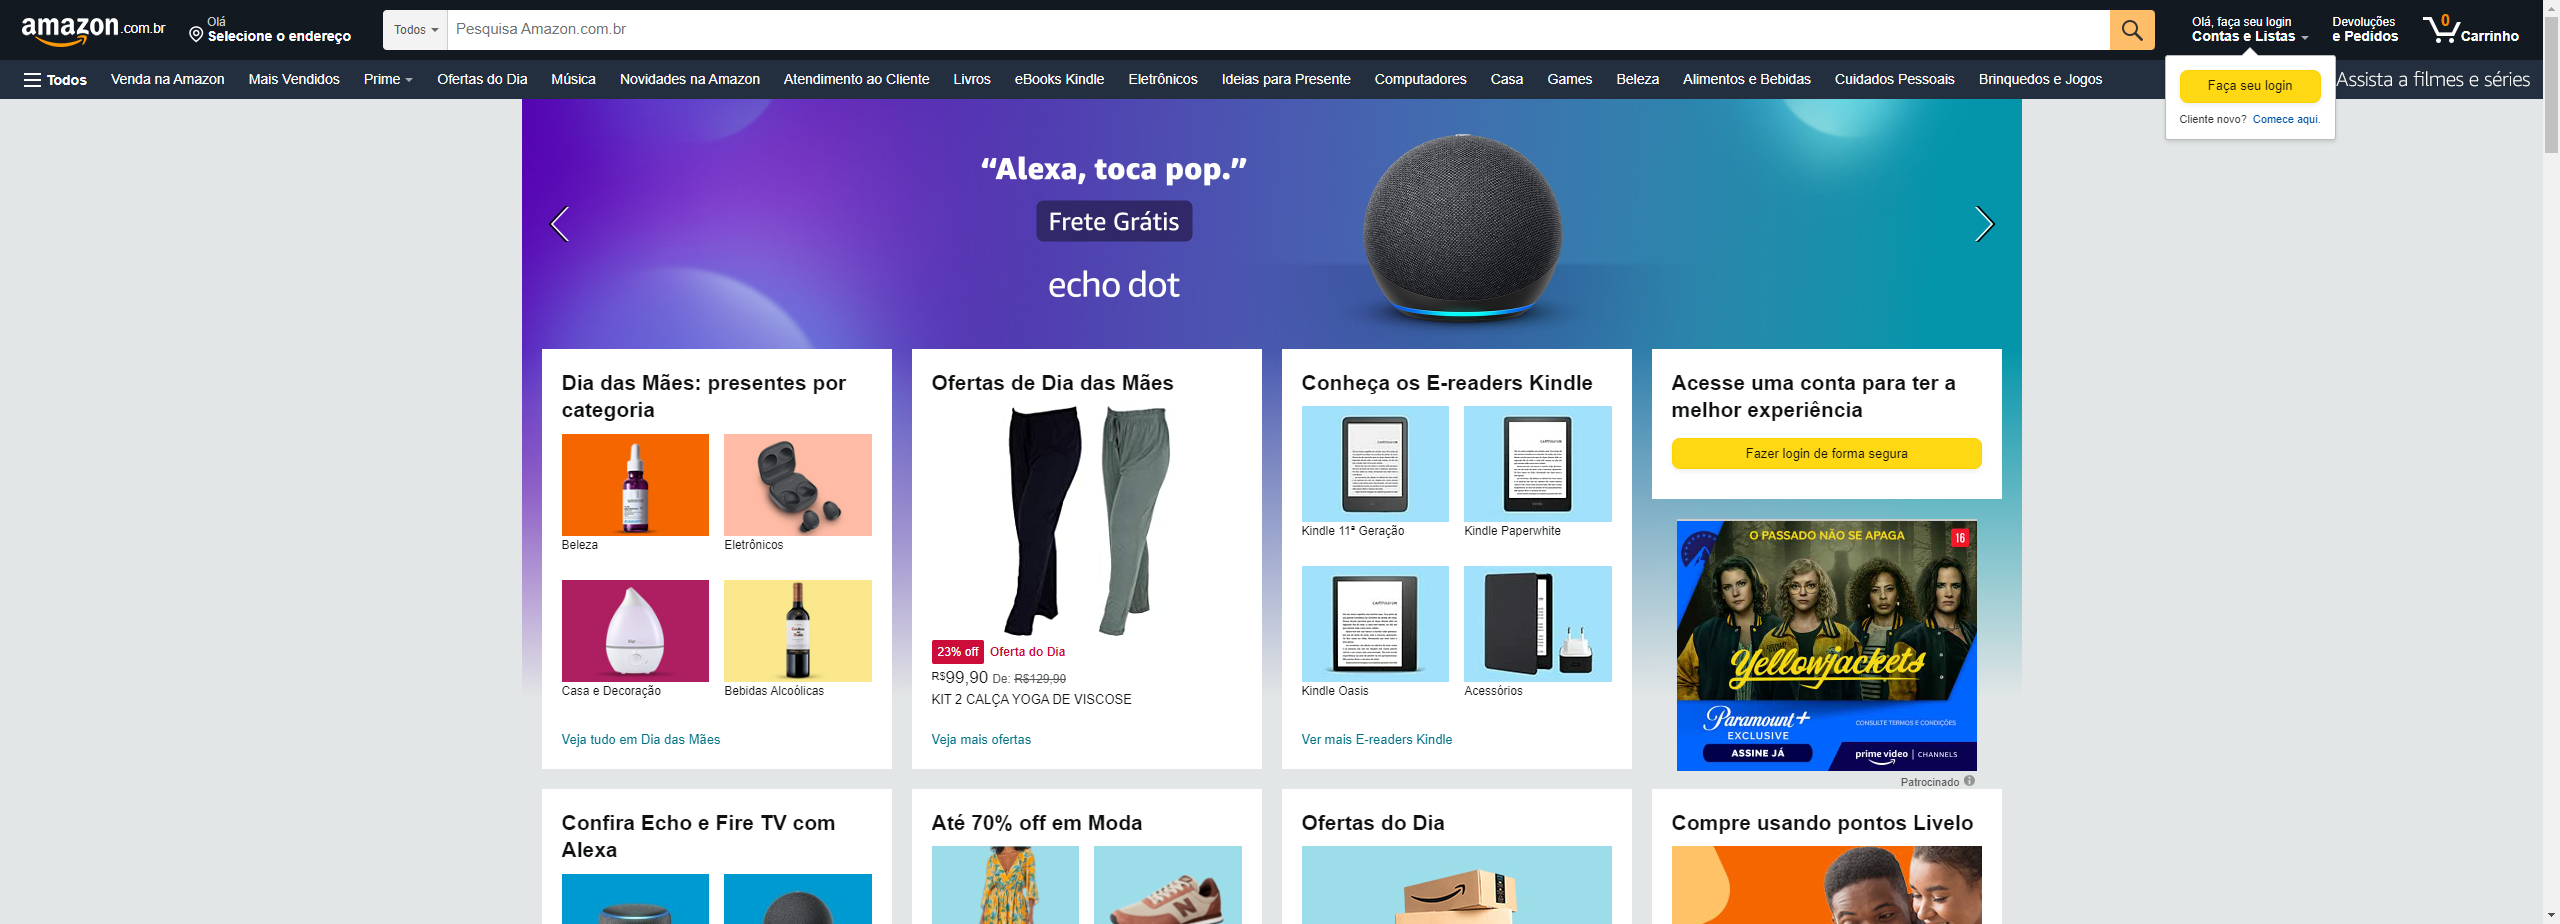 amazon.com.br
Olá
Selecione o endereço
Todos
Pesquisa Amazon.com.br
Olá, faça seu login
Contas e Listas
Devoluções
e Pedidos
0
Carrinho
Todos
Venda na Amazon
Mais Vendidos
Prime
Ofertas do Dia
Música
Novidades na Amazon
Atendimento ao Cliente
Livros
eBooks Kindle
Eletrônicos
Ideias para Presente
Computadores
Casa
Games
Beleza
Alimentos e Bebidas
Cuidados Pessoais
Brinquedos e Jogos
Assista a filmes e séries
Faça seu login
Cliente novo? Comece aqui.
“Alexa, toca pop.”
Frete Grátis
echo dot
Dia das Mães: presentes por
categoria
Beleza
Eletrônicos
Casa e Decoração
Bebidas Alcoólicas
Veja tudo em Dia das Mães
Ofertas de Dia das Mães
23% off
Oferta do Dia
R$99,90 De: R$129,90
KIT 2 CALÇA YOGA DE VISCOSE
Veja mais ofertas
Conheça os E-readers Kindle
Kindle 11ª Geração
Kindle Paperwhite
Kindle Oasis
Acessórios
Ver mais E-readers Kindle
Acesse uma conta para ter a
melhor experiência
Fazer login de forma segura
O PASSADO NÃO SE APAGA
16
Yellowjackets
Paramount+
EXCLUSIVE
ASSINE JÁ
CONSULTE TERMOS E CONDIÇÕES
prime video | CHANNELS
Patrocinado
Confira Echo e Fire TV com
Alexa
Até 70% off em Moda
Ofertas do Dia
Compre usando pontos Livelo